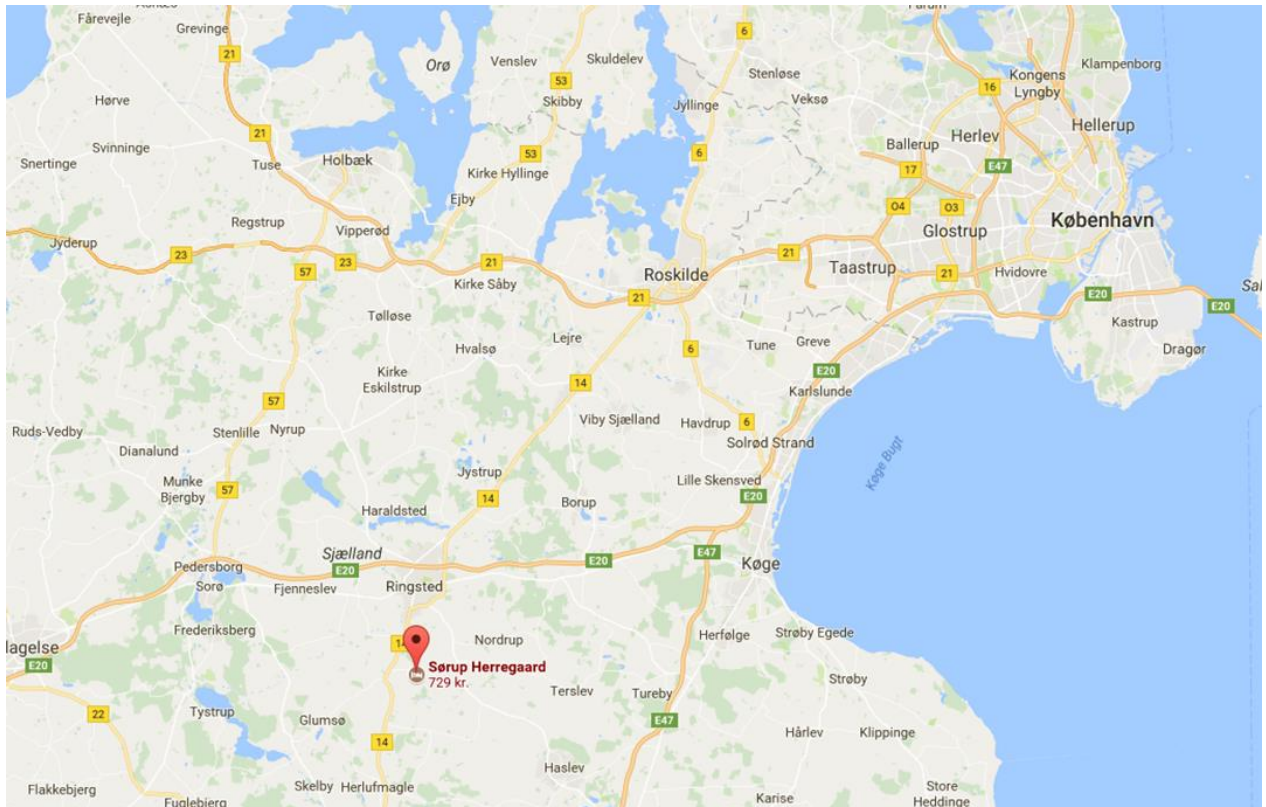 Fårevejle
Grevinge
21
Orø
Venslev
Skuldelev
53
Skibby
6
Stenløse
Jyllinge
Veksø
Kongens
Lyngby
Klampenborg
16
Hellerup
Herlev
Ballerup
E47
17
Hørve
Svinninge
Snertinge
21
Tuse
Holbæk
53
Kirke Hyllinge
Ejby
6
O4
O3
Glostrup
København
Regstrup
Vipperød
Jyderup
23
57
23
21
Kirke Såby
Roskilde
21
21
Taastrup
21
Hvidovre
E20
Kastrup
E20
Dragør
Tølløse
Hvalsø
Lejre
6
Tune
Greve
E20
Karlslunde
Kirke
Eskilstrup
14
57
Ruds-Vedby
Stenlille
Nyrup
Dianalund
Viby Sjælland
Havdrup
6
Solrød Strand
Køge Bugt
Munke
Bjergby
57
Jystrup
14
Lille Skensved
E20
Haraldsted
Borup
Sjælland
E20
E20
E47
Køge
Pedersborg
Sorø
Fjenneslev
Ringsted
Frederiksberg
14
Nordrup
Herfølge
Strøby Egede
lagelse
E20
Sørup Herregaard
729 kr.
Terslev
Tureby
Strøby
22
Tystrup
Glumsø
E47
14
Hårlev
Klippinge
Haslev
Flakkebjerg
Skelby
Herlufmagle
Fuglebjerg
Karise
Store
Heddinge